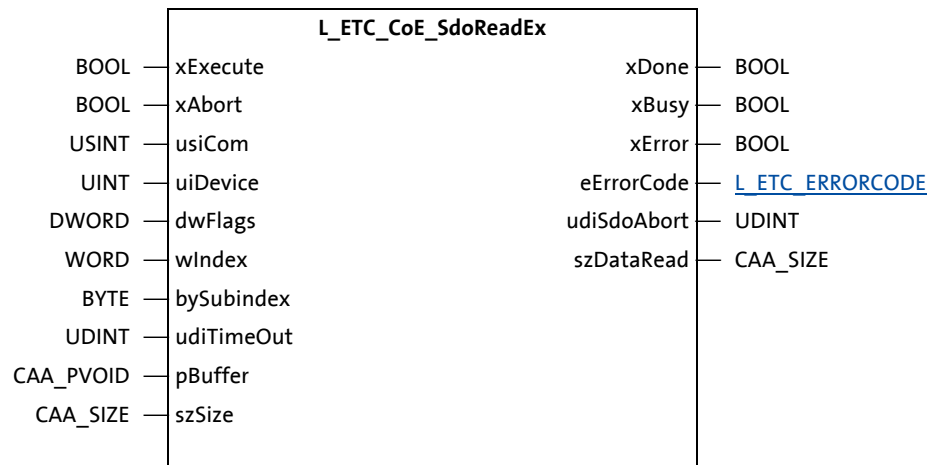 L_ETC_CoE_SdoReadEx
BOOL xExecute xDone BOOL
BOOL xAbort xBusy BOOL
USINT usiCom xError BOOL
UINT uiDevice eErrorCode L_ETC_ERRORCODE
DWORD dwFlags udiSdoAbort UDINT
WORD wIndex szDataRead CAA_SIZE
BYTE bySubindex
UDINT udiTimeOut
CAA_PVOID pBuffer
CAA_SIZE szSize